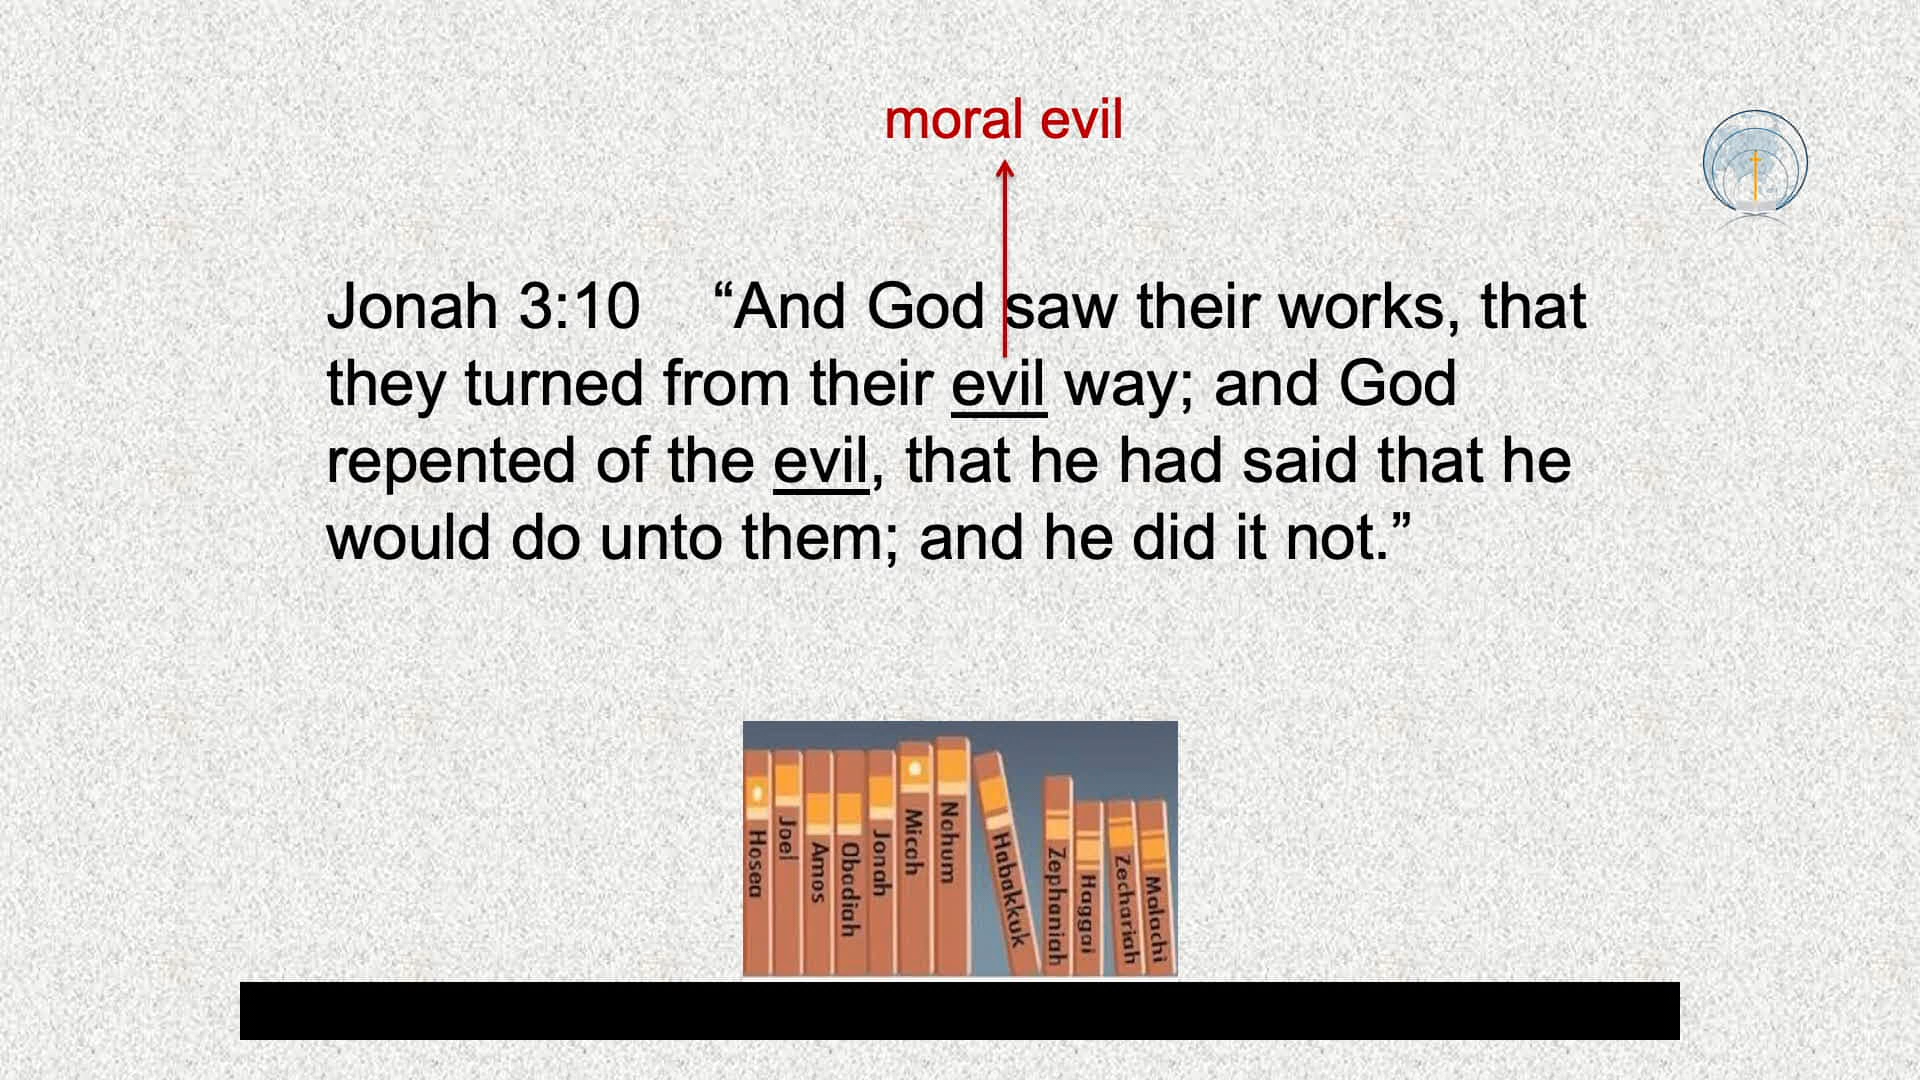 moral evil
Jonah 3:10 “And God saw their works, that
they turned from their evil way; and God
repented of the evil, that he had said that he
would do unto them; and he did it not.”
Hosea
Joel
Amos
Obadiah
Jonah
Micah
Nahum
Habakkuk
Zephaniah
Haggai
Zechariah
Malachi